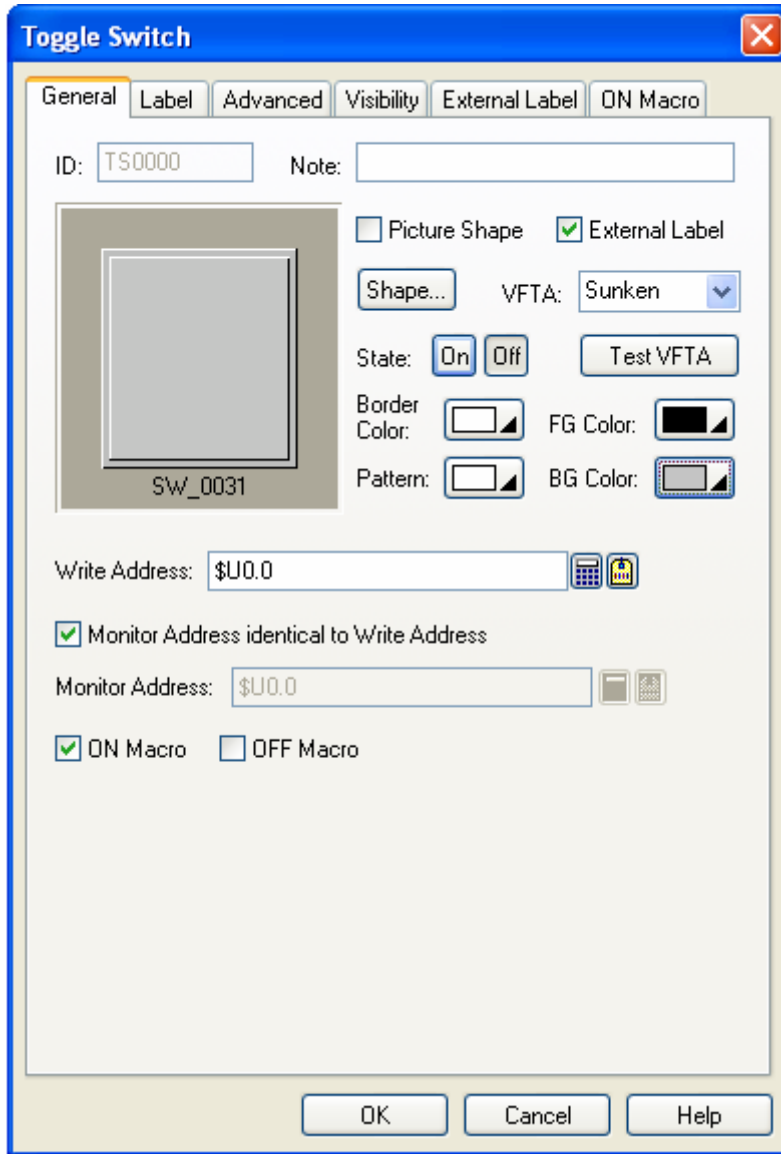 Toggle Switch
General Label Advanced Visibility External Label ON Macro
ID: TS0000 Note:
Picture Shape External Label
Shape... VFTA: Sunken
State: On Off Test VFTA
Border Color: FG Color:
Pattern: BG Color:
SW_0031
Write Address: $U0.0
Monitor Address identical to Write Address
Monitor Address: $U0.0
ON Macro OFF Macro
OK Cancel Help